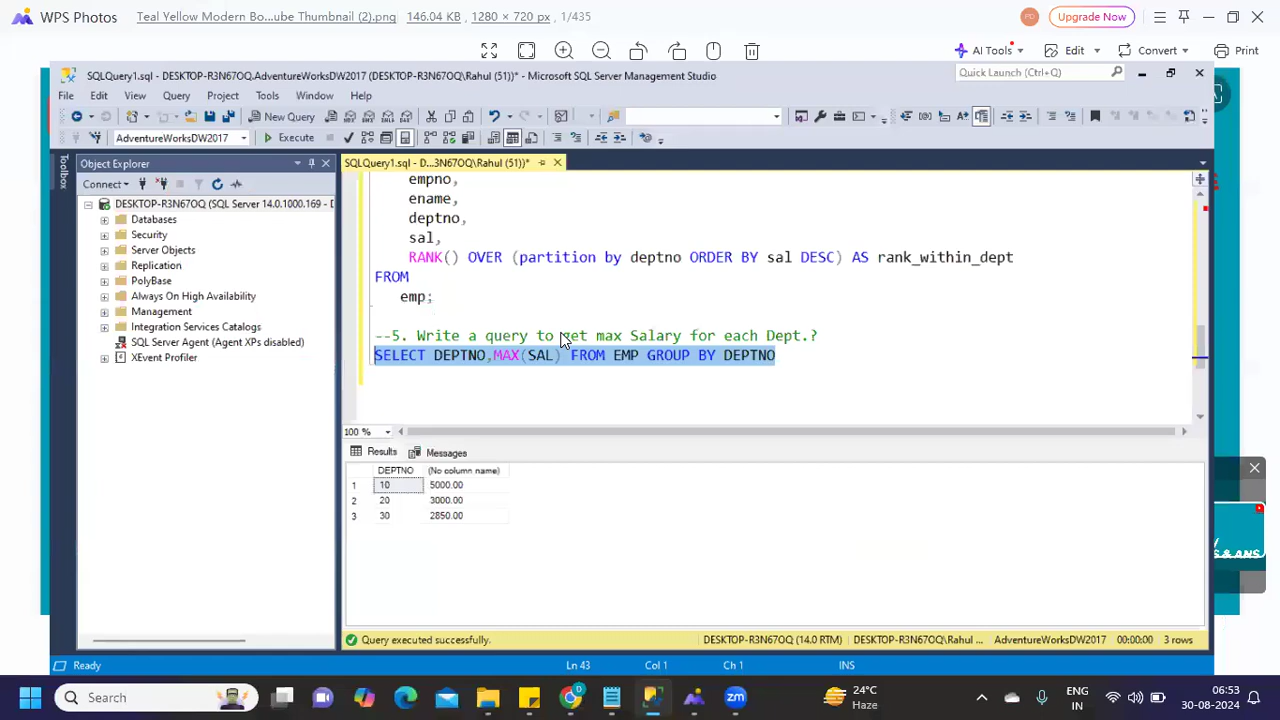 WPS Photos
Teal Yellow Modern Bo...ube Thumbnail (2).png 146.04 KB, 1280 × 720 px, 1/435
PD Upgrade Now
AI Tools Edit Convert Print
SQLQuery1.sql - DESKTOP-R3N67OQ.AdventureWorksDW2017 (DESKTOP-R3N67OQ\Rahul (51))* - Microsoft SQL Server Management Studio
Quick Launch (Ctrl+Q)
File Edit View Query Project Tools Window Help
New Query
AdventureWorksDW2017 Execute
Toolbox
Object Explorer
SQLQuery1.sql - D...3N67OQ\Rahul (51))*
Connect
DESKTOP-R3N67OQ (SQL Server 14.0.1000.169 - D
Databases
Security
Server Objects
Replication
PolyBase
Always On High Availability
Management
Integration Services Catalogs
SQL Server Agent (Agent XPs disabled)
XEvent Profiler
empno,
ename,
deptno,
sal,
RANK() OVER (partition by deptno ORDER BY sal DESC) AS rank_within_dept
FROM
emp;
--5. Write a query to get max Salary for each Dept.?
SELECT DEPTNO,MAX(SAL) FROM EMP GROUP BY DEPTNO
100 %
Results Messages
DEPTNO (No column name)
1 10 5000.00
2 20 3000.00
3 30 2850.00
Query executed successfully.
DESKTOP-R3N67OQ (14.0 RTM) DESKTOP-R3N67OQ\Rahul ... AdventureWorksDW2017 00:00:00 3 rows
Ready Ln 43 Col 1 Ch 1 INS
S & ANS
Search
24°C
Haze
ENG
IN
06:53
30-08-2024